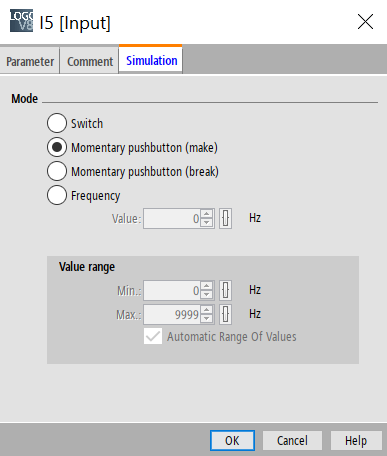 LOGO! V8 I5 [Input]
Parameter Comment Simulation
Mode
Switch
Momentary pushbutton (make)
Momentary pushbutton (break)
Frequency
Value: 0 Hz
Value range
Min.: 0 Hz
Max.: 9999 Hz
Automatic Range Of Values
OK Cancel Help